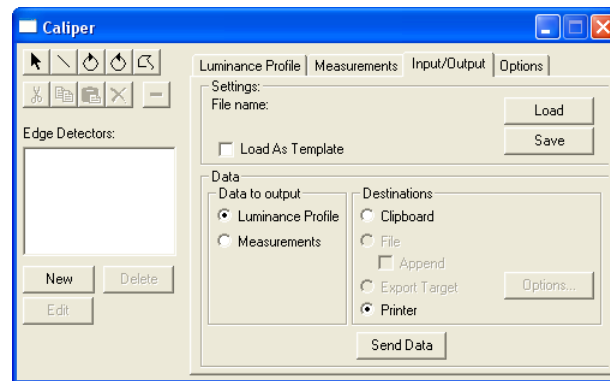 Caliper
Luminance Profile Measurements Input/Output Options
Settings:
File name:
Load
Load As Template
Save
Edge Detectors:
New Delete
Edit
Data
Data to output
Luminance Profile
Measurements
Destinations
Clipboard
File
Append
Export Target
Options...
Printer
Send Data